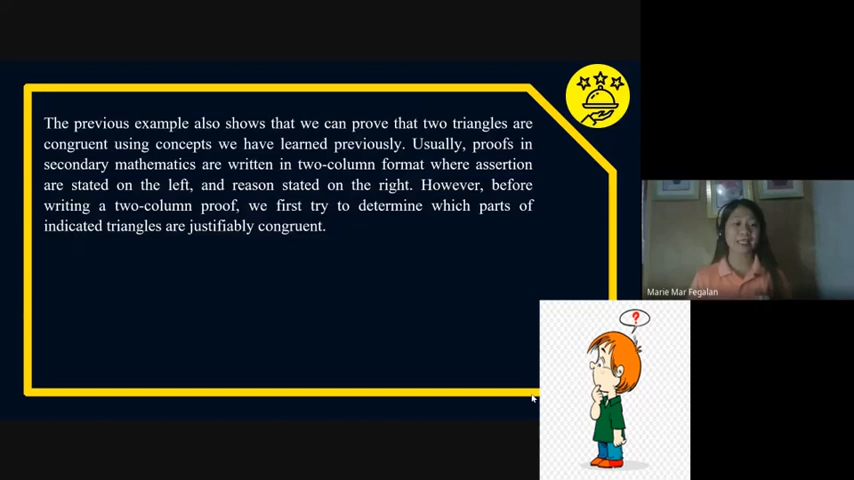 The previous example also shows that we can prove that two triangles are
congruent using concepts we have learned previously. Usually, proofs in
secondary mathematics are written in two-column format where assertion
are stated on the left, and reason stated on the right. However, before
writing a two-column proof, we first try to determine which parts of
indicated triangles are justifiably congruent.
Marie Mar Fegalan
?